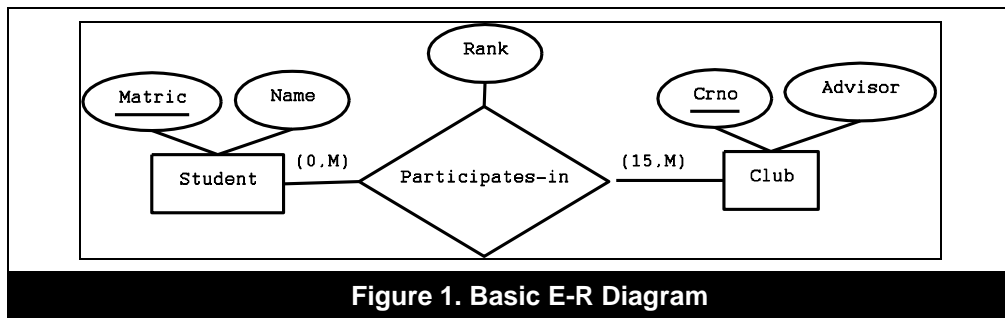 Rank
Matric
Name
Crno
Advisor
(0,M)
(15,M)
Student
Participates-in
Club
Figure 1. Basic E-R Diagram